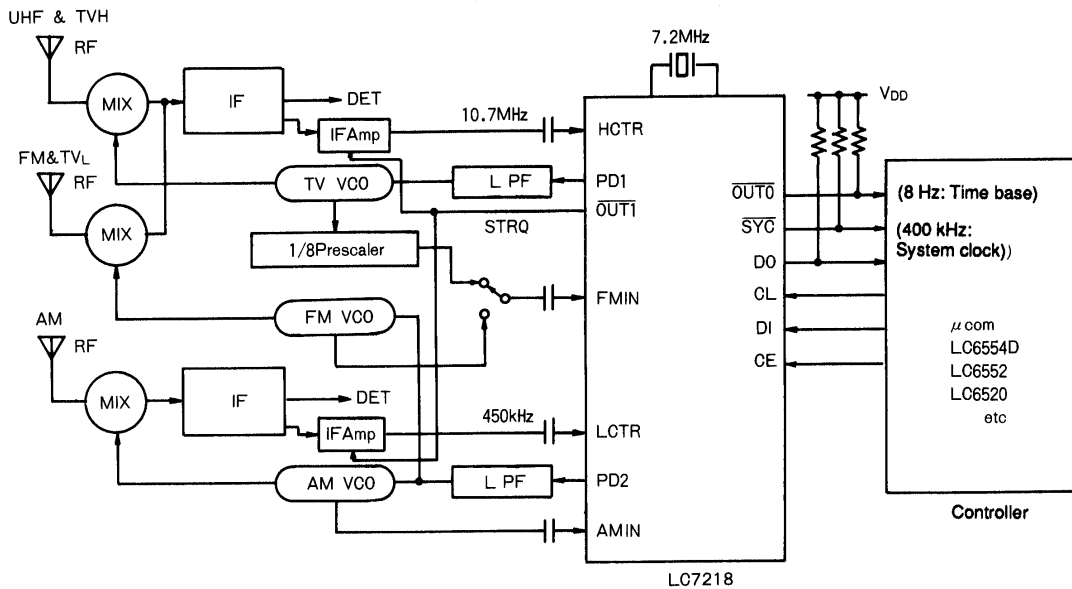 UHF & TVH
RF
MIX
IF
DET
IFAmp
10.7MHz
7.2MHz
HCTR
VDD
FM&TVL
RF
TV VCO
L PF
PD1
OUT1
STRQ
OUT0
(8 Hz: Time base)
MIX
1/8Prescaler
SYC
(400 kHz:
System clock))
DO
FMIN
CL
FM VCO
DI
CE
μcom
LC6554D
LC6552
LC6520
etc
AM
RF
MIX
IF
DET
iFAmp
450kHz
LCTR
AM VCO
L PF
PD2
AMIN
Controller
LC7218